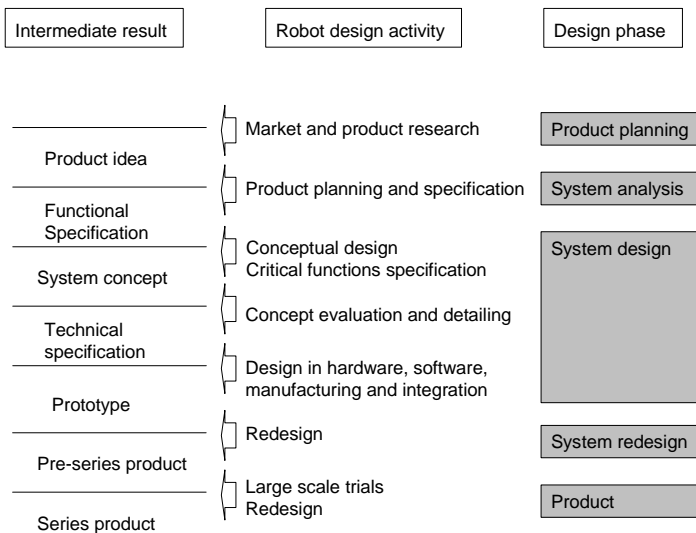 Intermediate result
Robot design activity
Design phase
Market and product research
Product planning
Product idea
Product planning and specification
System analysis
Functional
Specification
Conceptual design
Critical functions specification
System design
System concept
Concept evaluation and detailing
Technical
specification
Design in hardware, software,
manufacturing and integration
Prototype
Redesign
System redesign
Pre-series product
Large scale trials
Redesign
Product
Series product